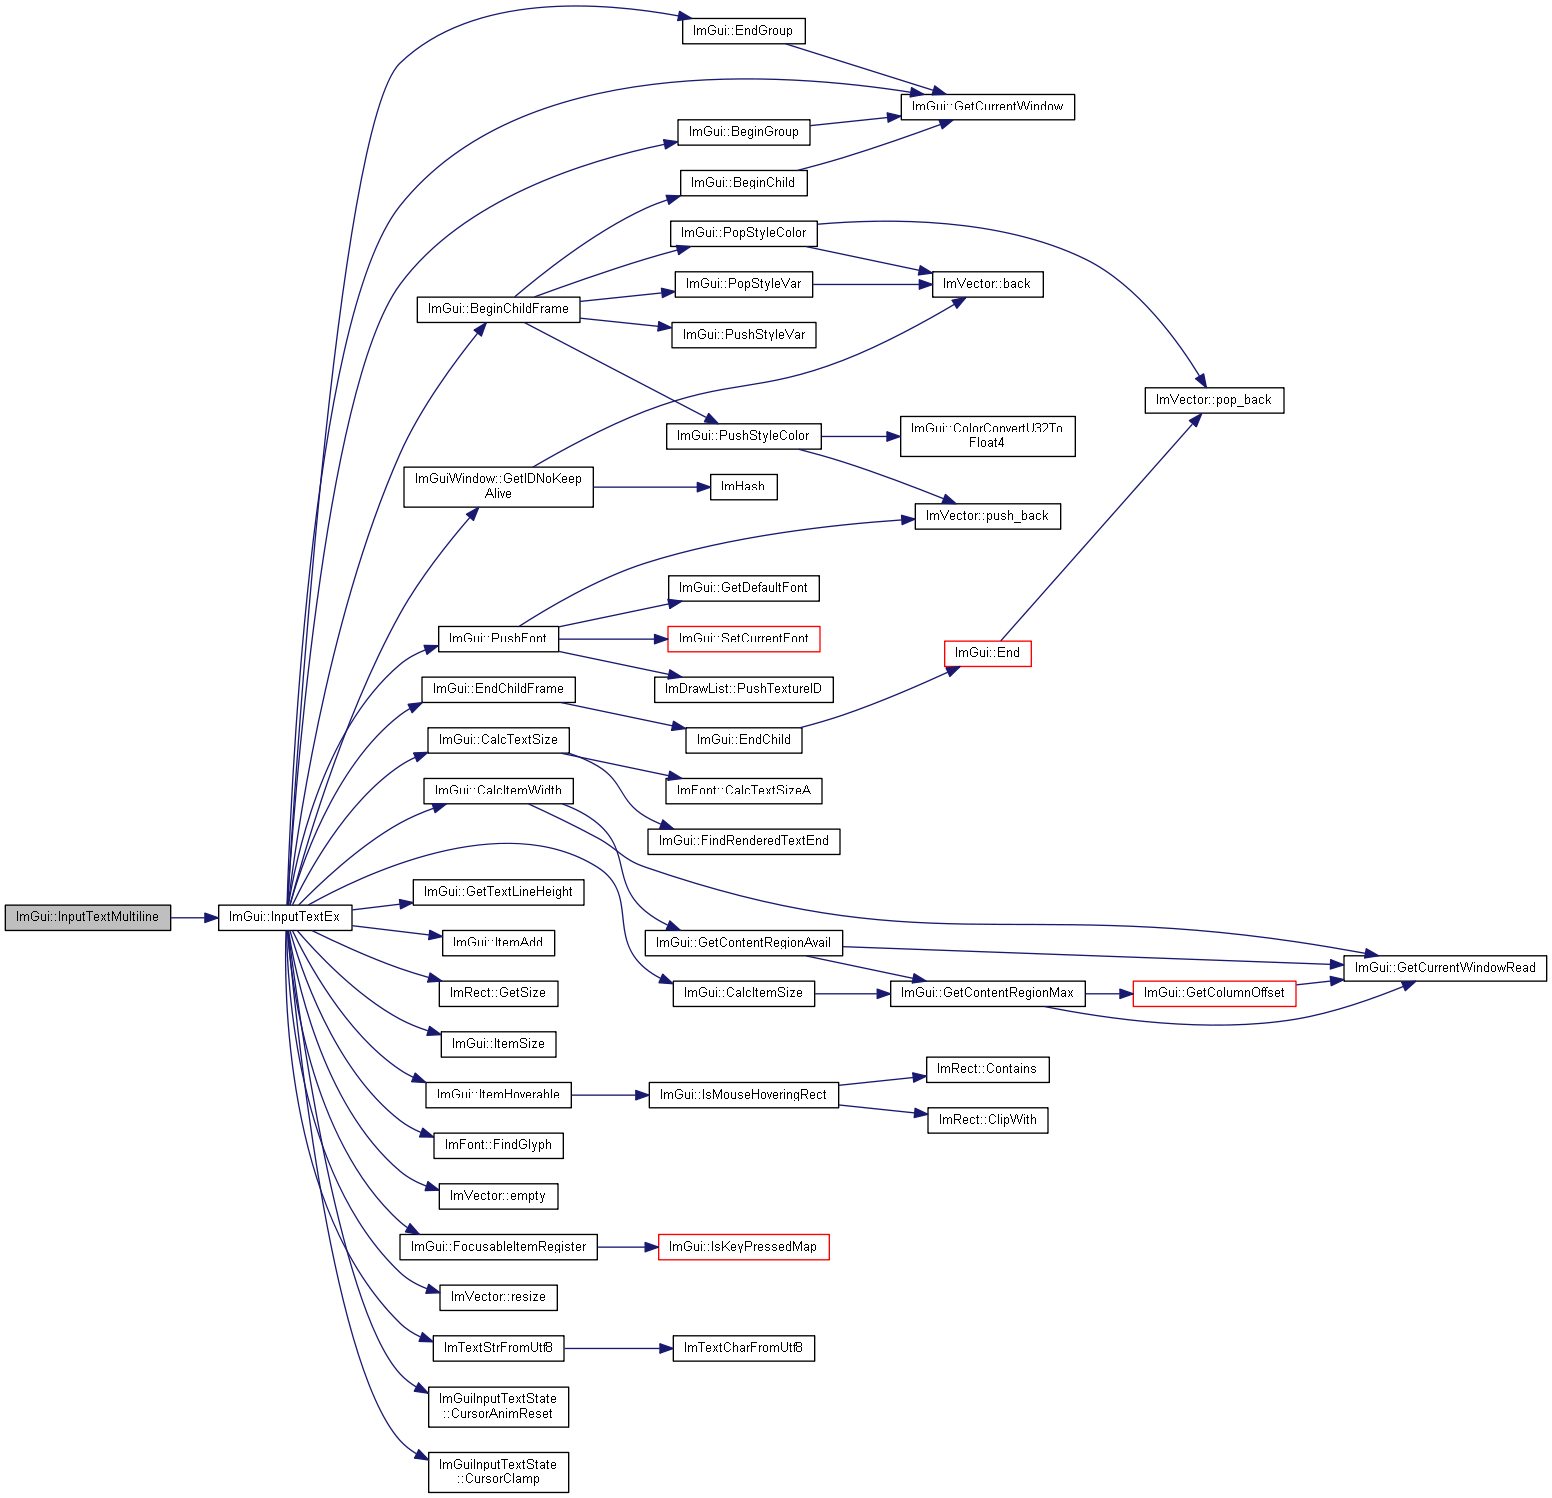 ImGui::EndGroup
ImGui::GetCurrentWindow
ImGui::BeginGroup
ImGui::BeginChild
ImGui::PopStyleColor
ImGui::PopStyleVar
ImVector::back
ImGui::BeginChildFrame
ImGui::PushStyleVar
ImVector::pop_back
ImGui::PushStyleColor
ImGui::ColorConvertU32To
Float4
ImGuiWindow::GetIDNoKeep
Alive
ImHash
ImVector::push_back
ImGui::GetDefaultFont
ImGui::PushFont
ImGui::SetCurrentFont
ImGui::End
ImGui::EndChildFrame
ImDrawList::PushTextureID
ImGui::CalcTextSize
ImGui::EndChild
ImGui::CalcItemWidth
ImFont::CalcTextSizeA
ImGui::FindRenderedTextEnd
ImGui::GetTextLineHeight
ImGui::InputTextMultiline
ImGui::InputTextEx
ImGui::ItemAdd
ImGui::GetContentRegionAvail
ImGui::GetCurrentWindowRead
ImRect::GetSize
ImGui::CalcItemSize
ImGui::GetContentRegionMax
ImGui::GetColumnOffset
ImGui::ItemSize
ImRect::Contains
ImGui::ItemHoverable
ImGui::IsMouseHoveringRect
ImRect::ClipWith
ImFont::FindGlyph
ImVector::empty
ImGui::FocusableItemRegister
ImGui::IsKeyPressedMap
ImVector::resize
ImTextStrFromUtf8
ImTextCharFromUtf8
ImGuiInputTextState
::CursorAnimReset
ImGuiInputTextState
::CursorClamp